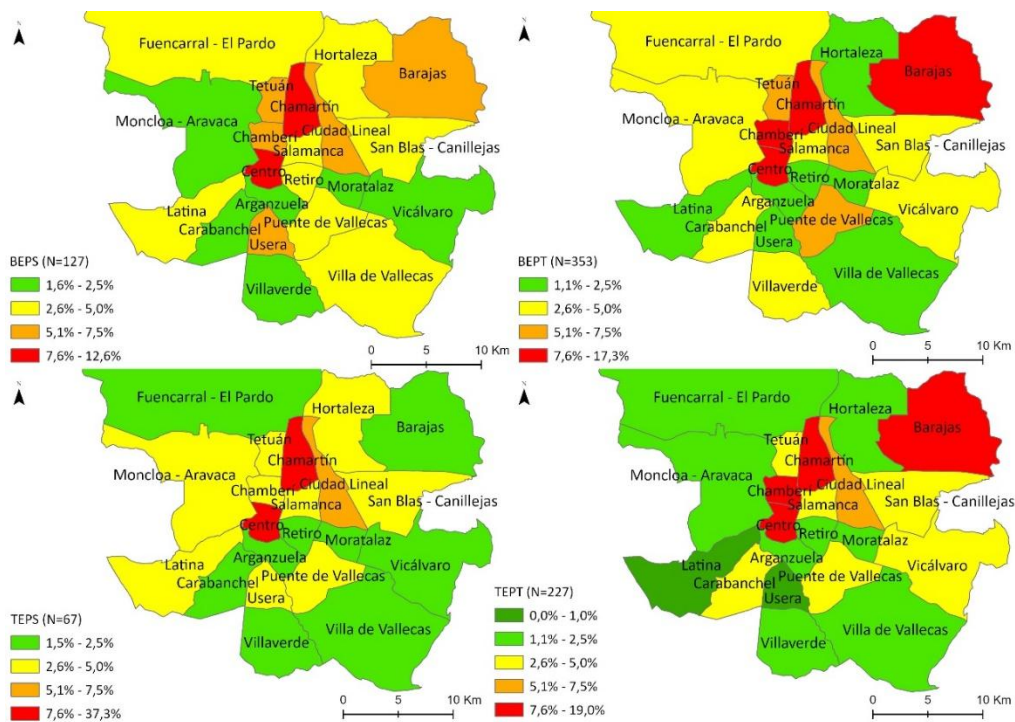 N
Fuencarral - El Pardo
Hortaleza
Barajas
Tetuán
Chamartín
Moncloa - Aravaca
Chamberí
Ciudad Lineal
Salamanca
San Blas - Canillejas
Centro
Retiro
Moratalaz
Latina
Arganzuela
Vicálvaro
Carabanchel
Puente de Vallecas
Usera
Villa de Vallecas
Villaverde
BEPS (N=127)
1,6% - 2,5%
2,6% - 5,0%
5,1% - 7,5%
7,6% - 12,6%
0 5 10 Km
N
Fuencarral - El Pardo
Hortaleza
Barajas
Tetuán
Chamartín
Moncloa - Aravaca
Chamberí
Ciudad Lineal
Salamanca
San Blas - Canillejas
Centro
Retiro
Moratalaz
Latina
Arganzuela
Vicálvaro
Carabanchel
Puente de Vallecas
Usera
Villa de Vallecas
Villaverde
BEPT (N=353)
1,1% - 2,5%
2,6% - 5,0%
5,1% - 7,5%
7,6% - 17,3%
0 5 10 Km
N
Fuencarral - El Pardo
Hortaleza
Barajas
Tetuán
Chamartín
Moncloa - Aravaca
Chamberí
Ciudad Lineal
Salamanca
San Blas - Canillejas
Centro
Retiro
Moratalaz
Latina
Arganzuela
Vicálvaro
Carabanchel
Puente de Vallecas
Usera
Villa de Vallecas
Villaverde
TEPS (N=67)
1,5% - 2,5%
2,6% - 5,0%
5,1% - 7,5%
7,6% - 37,3%
0 5 10 Km
N
Fuencarral - El Pardo
Hortaleza
Barajas
Tetuán
Chamartín
Moncloa - Aravaca
Chamberí
Ciudad Lineal
Salamanca
San Blas - Canillejas
Centro
Retiro
Moratalaz
Latina
Arganzuela
Vicálvaro
Carabanchel
Puente de Vallecas
Usera
Villa de Vallecas
Villaverde
TEPT (N=227)
0,0% - 1,0%
1,1% - 2,5%
2,6% - 5,0%
5,1% - 7,5%
7,6% - 19,0%
0 5 10 Km